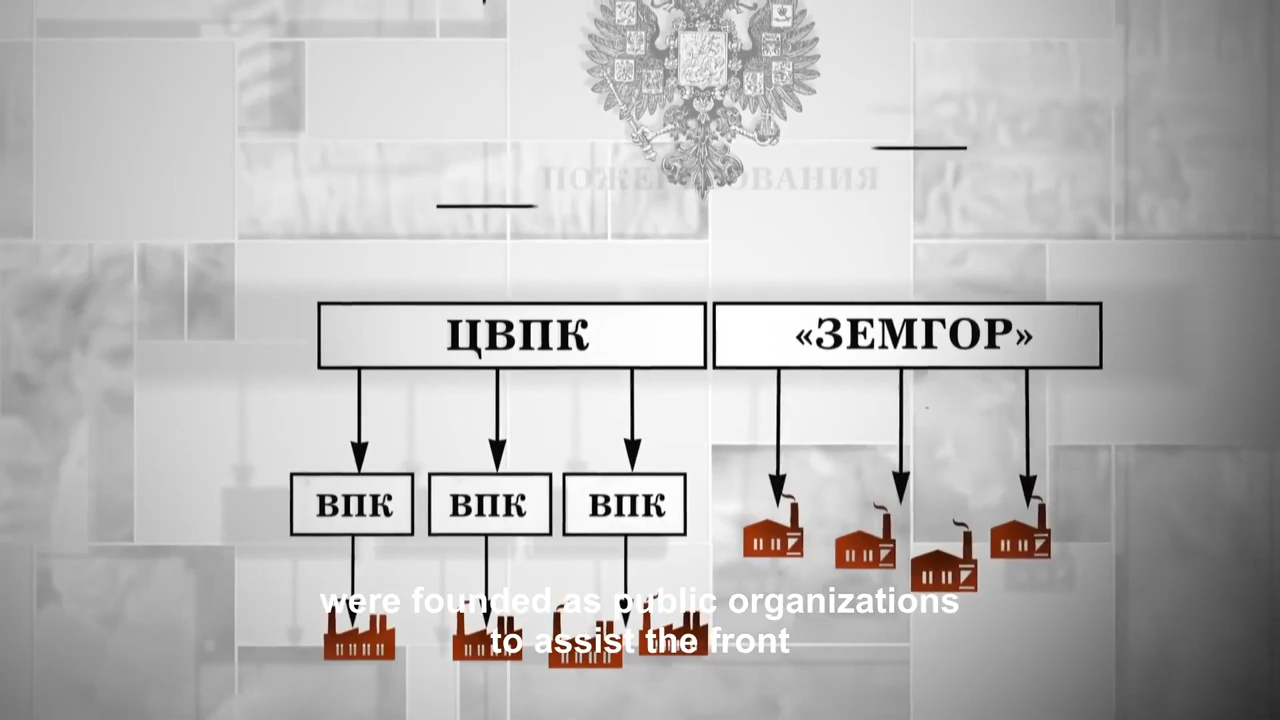 ПОЖЕРТВОВАНИЯ
ЦВПК
«ЗЕМГОР»
ВПК
ВПК
ВПК
were founded as public organizations
to assist the front